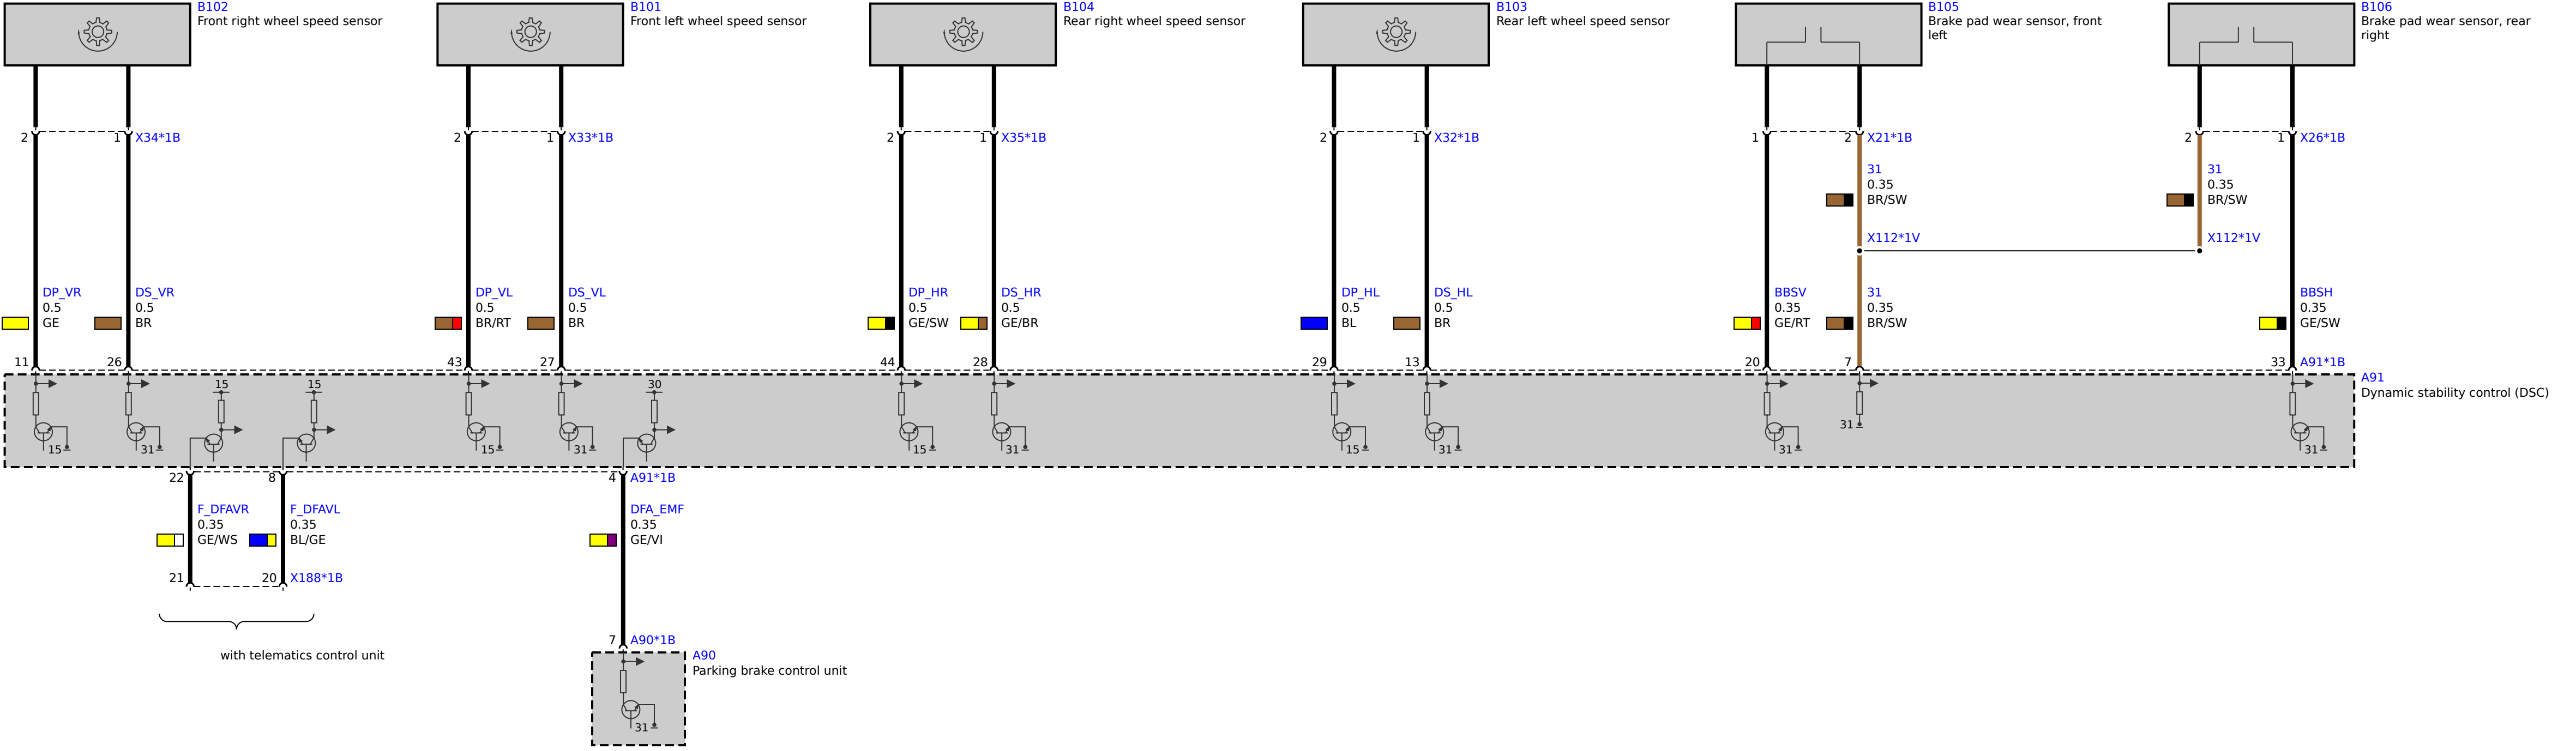 B102
Front right wheel speed sensor
B101
Front left wheel speed sensor
B104
Rear right wheel speed sensor
B103
Rear left wheel speed sensor
B105
Brake pad wear sensor, front
left
B106
Brake pad wear sensor, rear
right
2 1 X34*1B
2 1 X33*1B
2 1 X35*1B
2 1 X32*1B
1 2 X21*1B
2 1 X26*1B
31
0.35
BR/SW
31
0.35
BR/SW
X112*1V
X112*1V
DP_VR
0.5
GE
DS_VR
0.5
BR
DP_VL
0.5
BR/RT
DS_VL
0.5
BR
DP_HR
0.5
GE/SW
DS_HR
0.5
GE/BR
DP_HL
0.5
BL
DS_HL
0.5
BR
BBSV
0.35
GE/RT
31
0.35
BR/SW
BBSH
0.35
GE/SW
11 26 43 27 44 28 29 13 20 7 33 A91*1B
A91
Dynamic stability control (DSC)
15 15 30
31
15 31 15 31 15 31 15 31 31 31
22 8 4 A91*1B
F_DFAVR
0.35
GE/WS
F_DFAVL
0.35
BL/GE
DFA_EMF
0.35
GE/VI
21 20 X188*1B
with telematics control unit
7 A90*1B
A90
Parking brake control unit
31